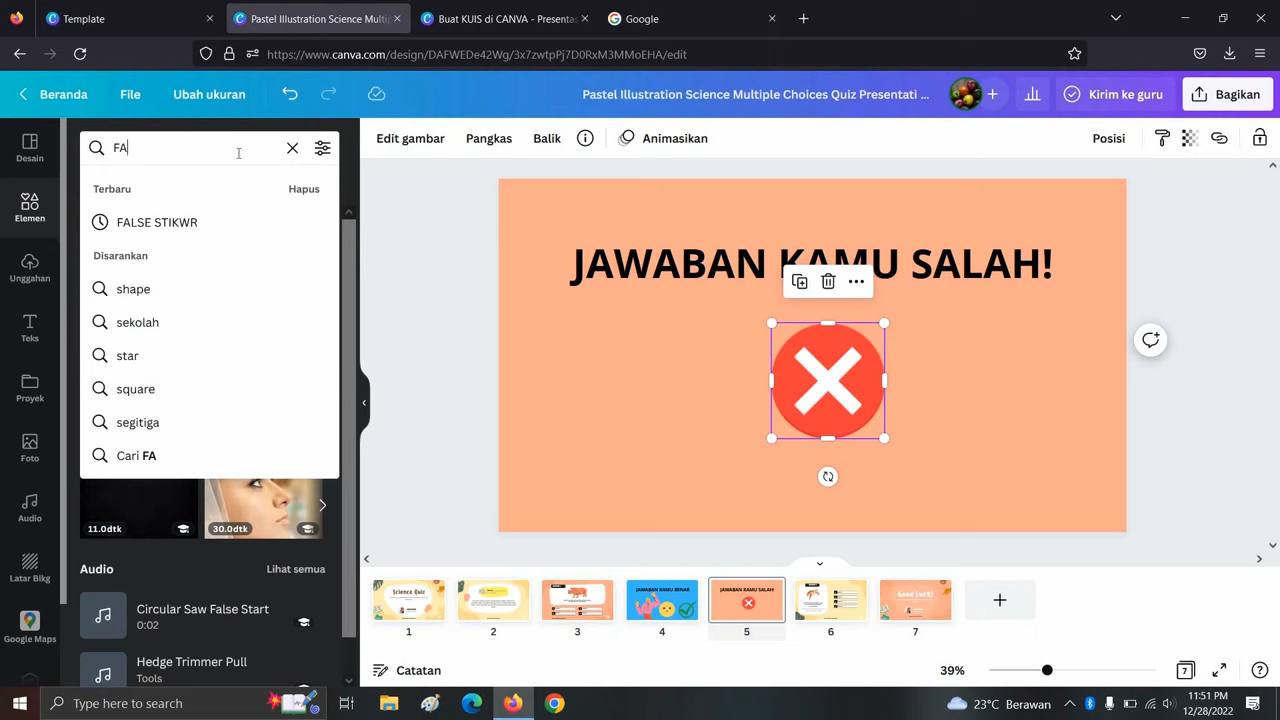 Template
Pastel Illustration Science Multip
Buat KUIS di CANVA - Presentas
Google
https://www.canva.com/design/DAFWEDe42Wg/3x7zwtpPj7D0RxM3MMoEHA/edit
Beranda
File
Ubah ukuran
Pastel Illustration Science Multiple Choices Quiz Presentati ...
Kirim ke guru
Bagikan
Desain
Elemen
Unggahan
Teks
Proyek
Foto
Audio
Latar Blkg
Google Maps
FA
Terbaru
Hapus
FALSE STIKWR
Disarankan
shape
sekolah
star
square
segitiga
Cari FA
11.0dtk
30.0dtk
Audio
Lihat semua
Circular Saw False Start
0:02
Hedge Trimmer Pull
Tools
Edit gambar
Pangkas
Balik
Animasikan
Posisi
JAWABAN KAMU SALAH!
Science Quiz
JAWABAN KAMU BENAR
JAWABAN KAMU SALAH!
Good Luck!
1
2
3
4
5
6
7
Catatan
39%
7
Type here to search
23°C Berawan
11:51 PM
12/28/2022